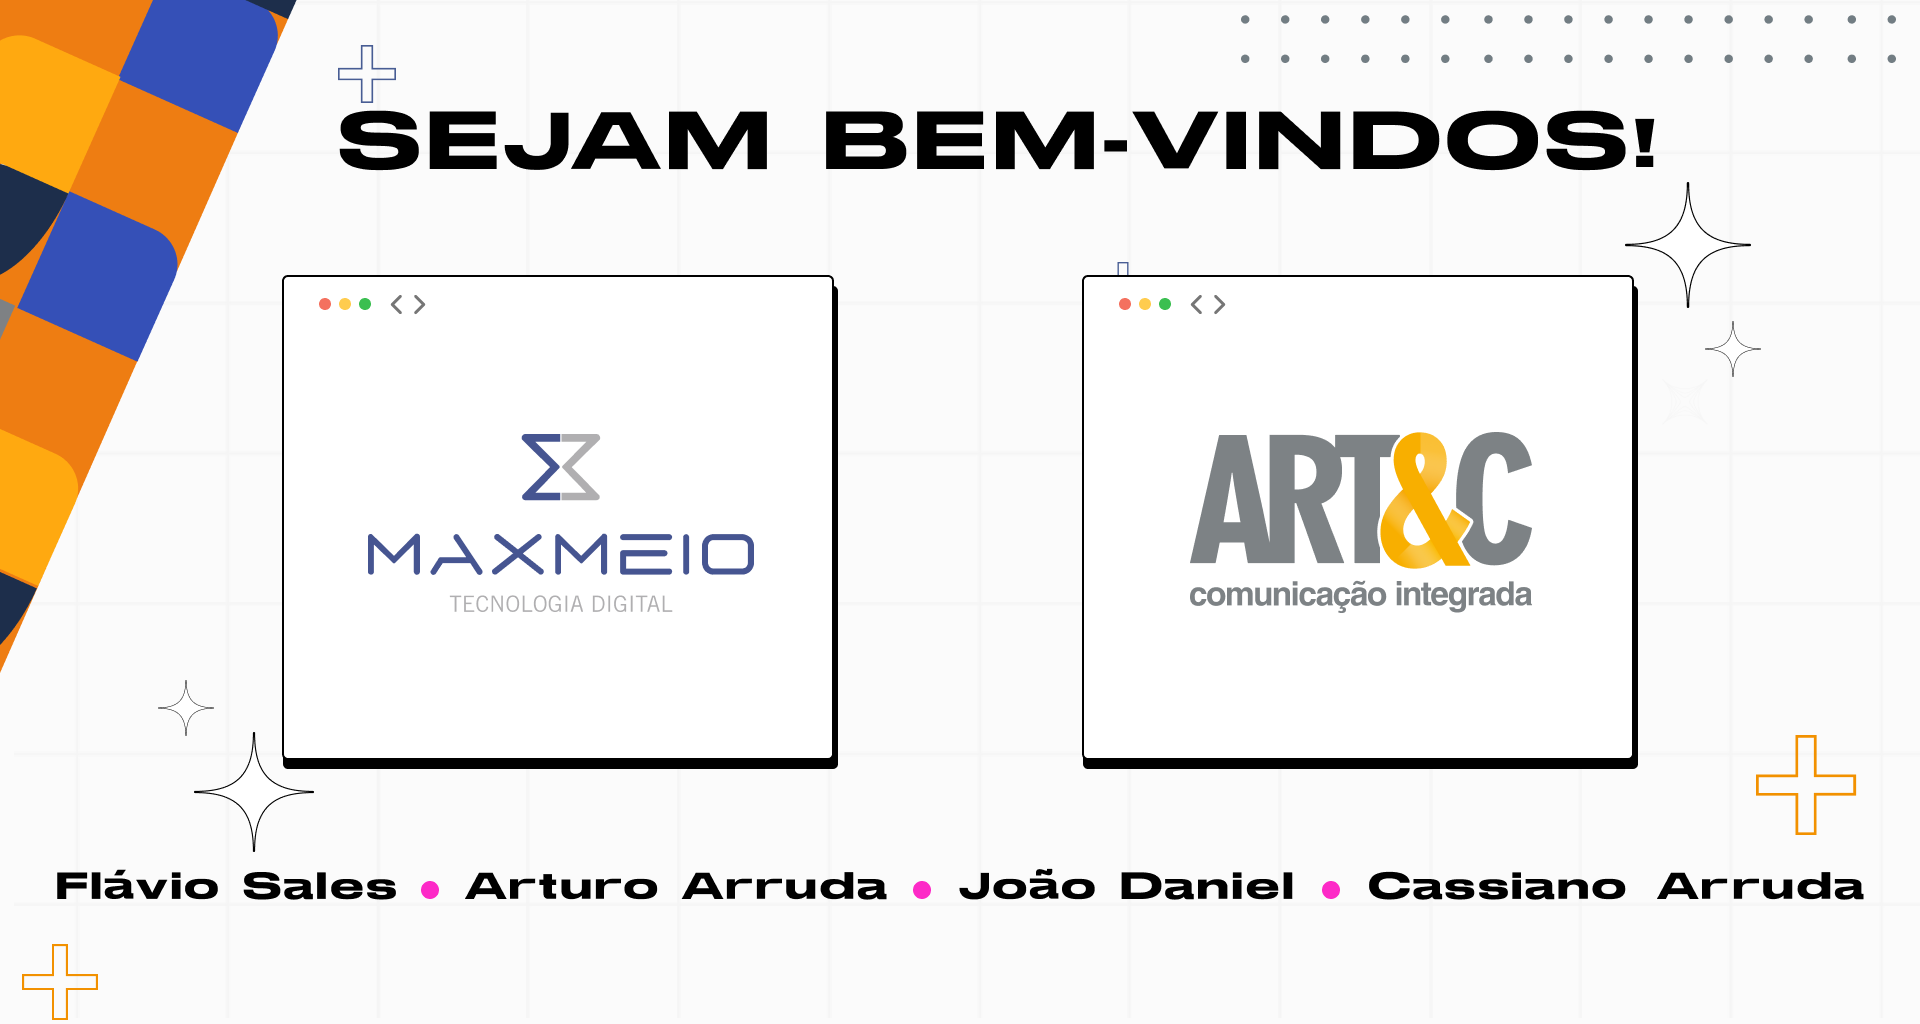 SEJAM BEM-VINDOS!
MAXMEIO
TECNOLOGIA DIGITAL
ART&C
comunicação integrada
Flávio Sales ● Arturo Arruda ● João Daniel ● Cassiano Arruda